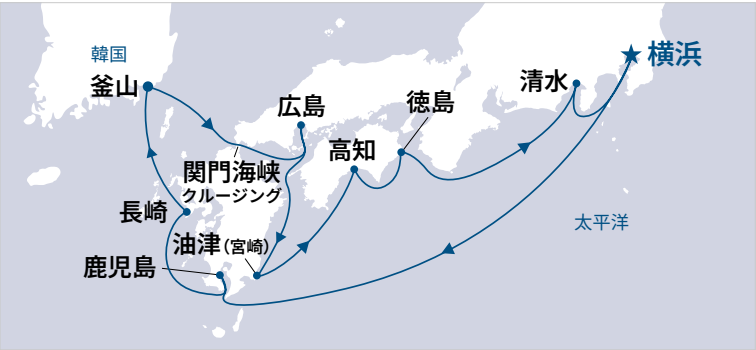 韓国
釜山
★横浜
清水
広島
徳島
高知
関門海峡
クルージング
長崎
太平洋
油津(宮崎)
鹿児島